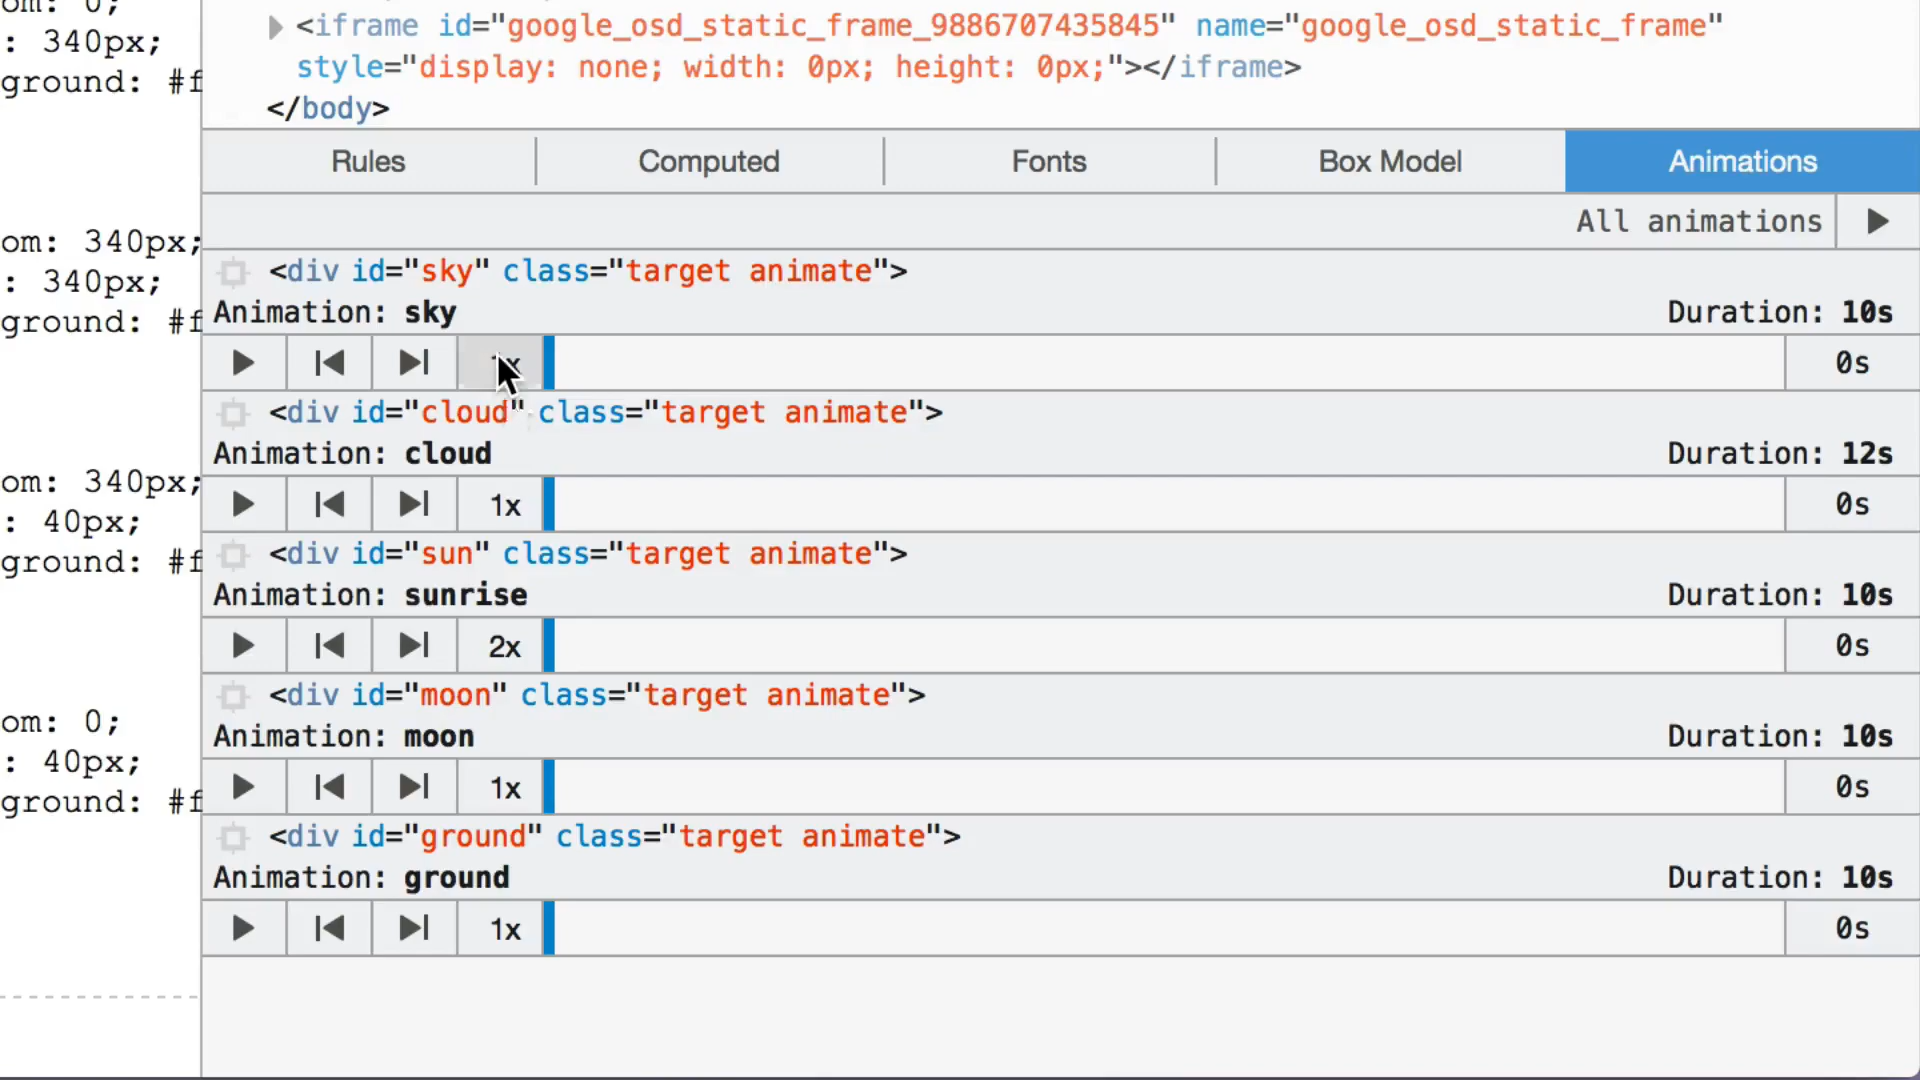 om: 0;
: 340px;
ground: #f
om: 340px;
: 340px;
ground: #f
om: 340px;
: 40px;
ground: #f
om: 0;
: 40px;
ground: #f
<iframe id="google_osd_static_frame_9886707435845" name="google_osd_static_frame"
style="display: none; width: 0px; height: 0px;"></iframe>
</body>
Rules Computed Fonts Box Model Animations
All animations
<div id="sky" class="target animate">
Animation: sky Duration: 10s
1x 0s
<div id="cloud" class="target animate">
Animation: cloud Duration: 12s
1x 0s
<div id="sun" class="target animate">
Animation: sunrise Duration: 10s
2x 0s
<div id="moon" class="target animate">
Animation: moon Duration: 10s
1x 0s
<div id="ground" class="target animate">
Animation: ground Duration: 10s
1x 0s